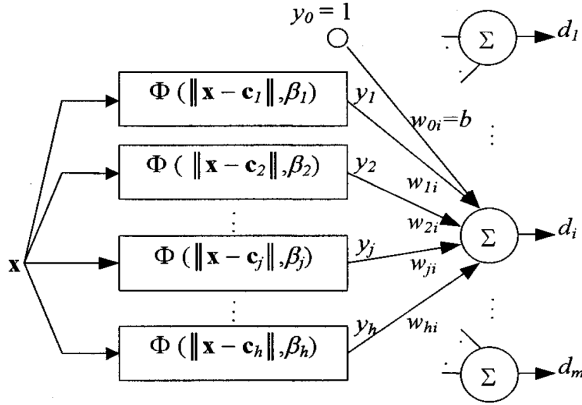 y₀ = 1
Σ
d₁
Φ ( ‖x − c₁‖ ,β₁)
y₁
w₀ᵢ=b
Φ ( ‖x − c₂‖ ,β₂)
y₂
w₁ᵢ
w₂ᵢ
Σ
dᵢ
x
Φ ( ‖x − cⱼ‖ ,βⱼ)
yⱼ
wⱼᵢ
Φ ( ‖x − cₕ‖ ,βₕ)
yₕ
wₕᵢ
Σ
dₘ